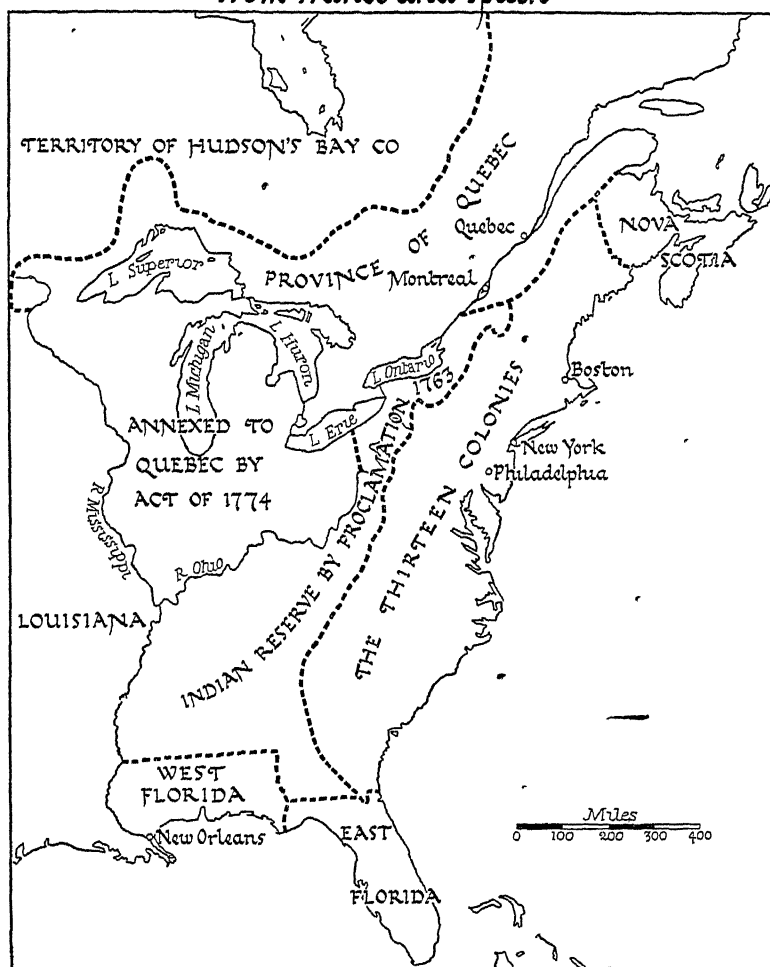 TERRITORY OF HUDSON'S BAY CO
PROVINCE OF QUEBEC
Quebec
Montreal
NOVA
SCOTIA
L Superior
L Michigan
L Huron
L Ontario
L Erie
Boston
New York
Philadelphia
ANNEXED TO
QUEBEC BY
ACT OF 1774
R Mississippi
R Ohio
INDIAN RESERVE BY PROCLAMATION 1763
THE THIRTEEN COLONIES
LOUISIANA
WEST
FLORIDA
New Orleans
EAST
FLORIDA
Miles
0 100 200 300 400